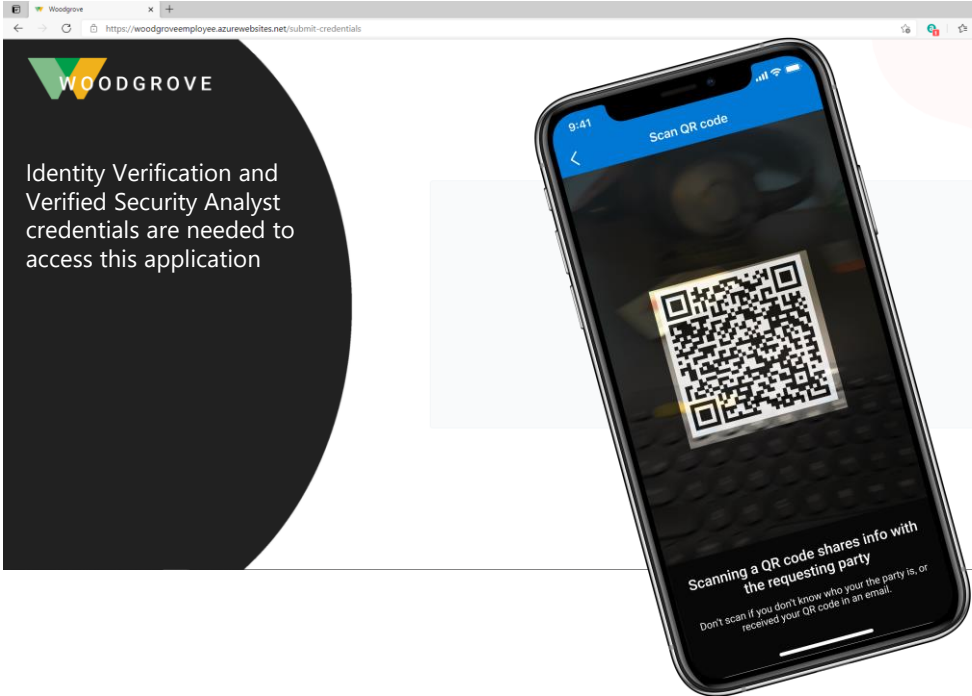 Woodgrove
https://woodgroveemployee.azurewebsites.net/submit-credentials
WOODGROVE
Identity Verification and
Verified Security Analyst
credentials are needed to
access this application
9:41
Scan QR code
Scanning a QR code shares info with
the requesting party
Don't scan if you don't know who your the party is, or
received your QR code in an email.